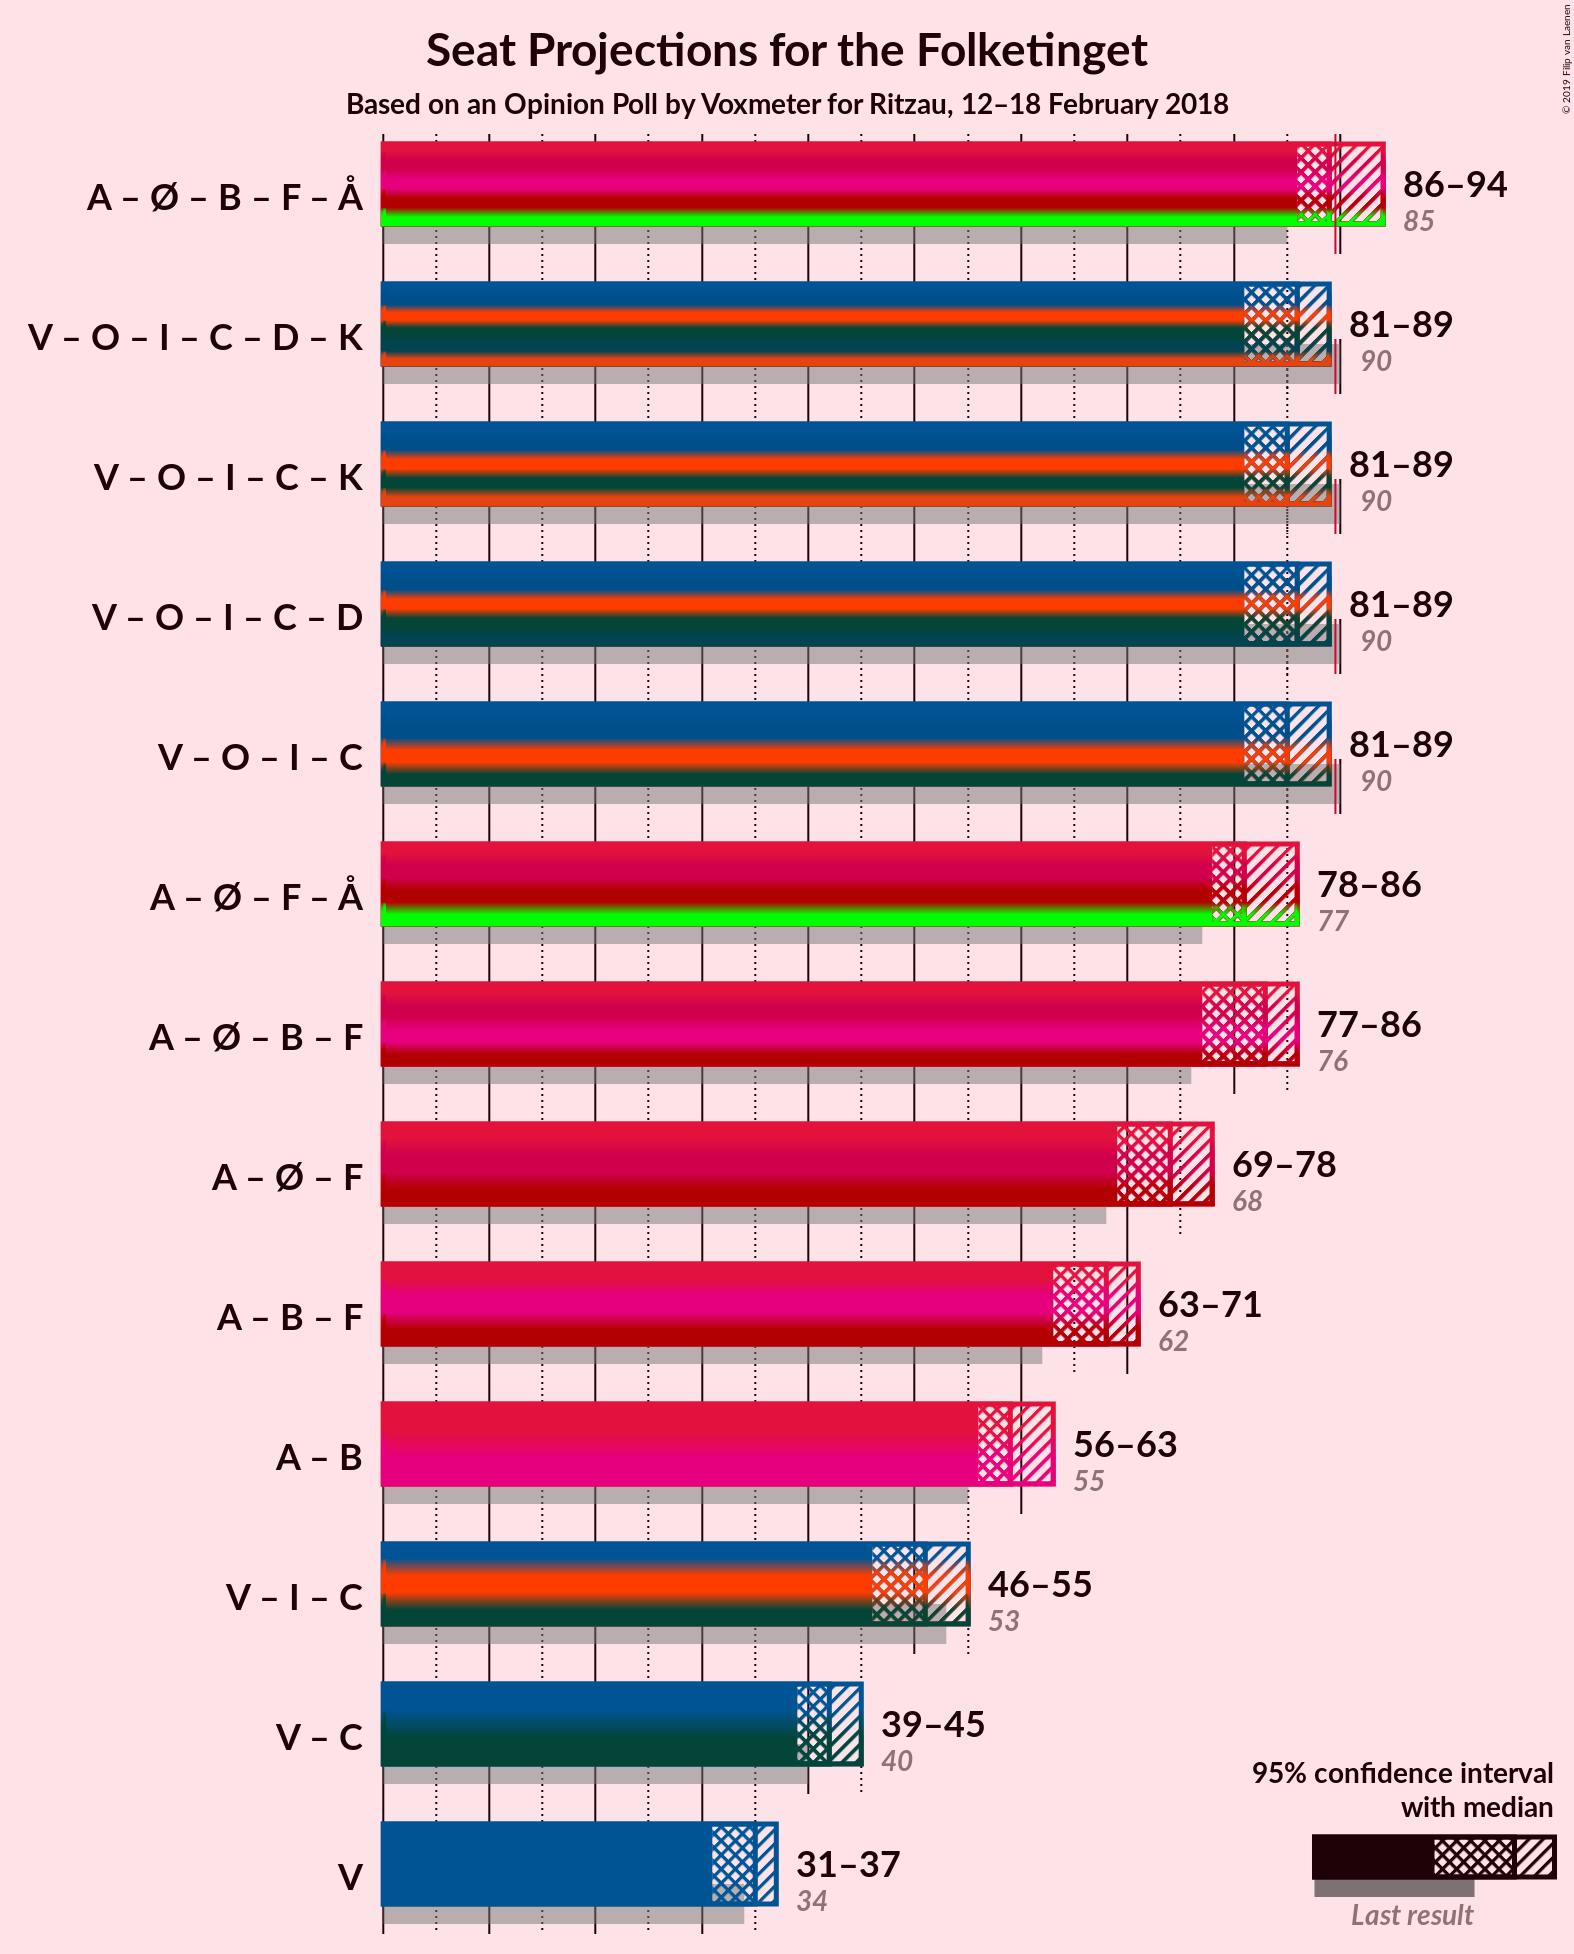 Seat Projections for the Folketinget
Based on an Opinion Poll by Voxmeter for Ritzau, 12–18 February 2018
© 2019 Filip van Laenen
A – Ø – B – F – Å
86–94
85
V – O – I – C – D – K
81–89
90
V – O – I – C – K
81–89
90
V – O – I – C – D
81–89
90
V – O – I – C
81–89
90
A – Ø – F – Å
78–86
77
A – Ø – B – F
77–86
76
A – Ø – F
69–78
68
A – B – F
63–71
62
A – B
56–63
55
V – I – C
46–55
53
V – C
39–45
40
V
31–37
34
95% confidence interval
with median
Last result